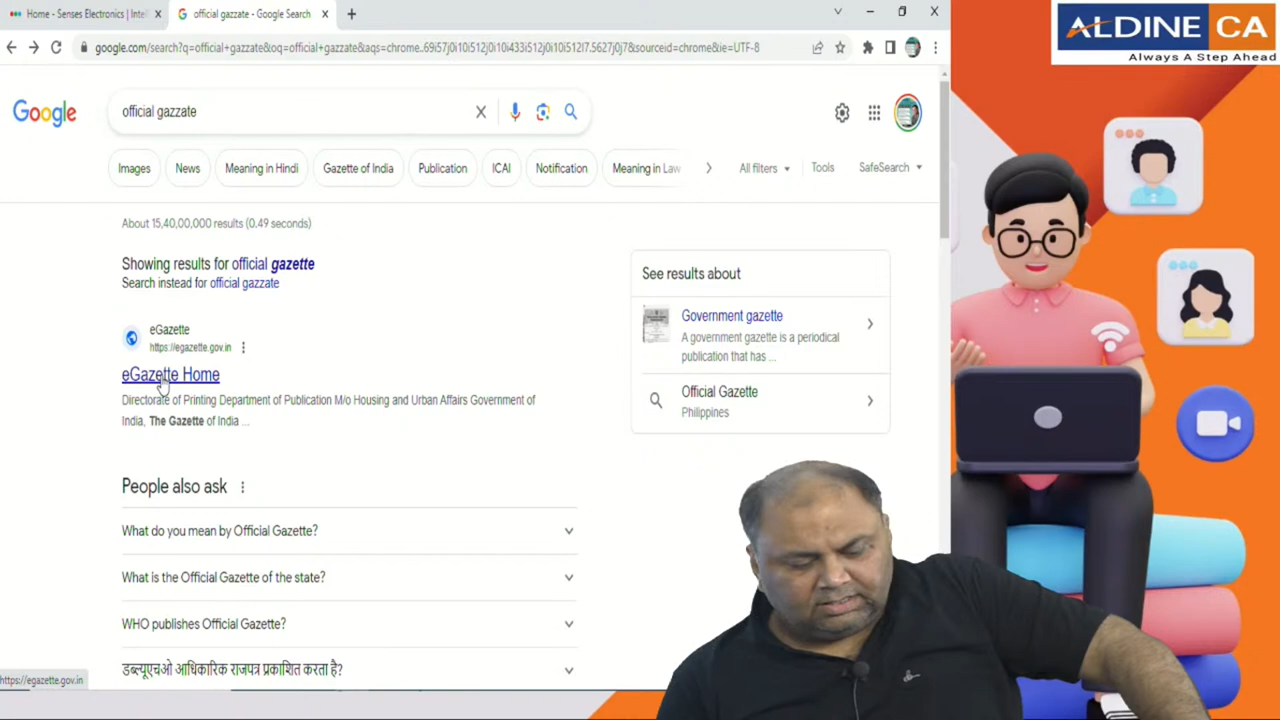 Home - Senses Electronics | Intel
official gazzate - Google Search
google.com/search?q=official+gazzate&oq=official+gazzate&aqs=chrome..69i57j0i10i512j0i10i433i512j0i10i512l7.5627j0j7&sourceid=chrome&ie=UTF-8
ALDINE CA
Always A Step Ahead
Google
official gazzate
Images
News
Meaning in Hindi
Gazette of India
Publication
ICAI
Notification
Meaning in Law
All filters
Tools
SafeSearch
About 15,40,00,000 results (0.49 seconds)
Showing results for official gazette
Search instead for official gazzate
eGazette
https://egazette.gov.in
eGazette Home
Directorate of Printing Department of Publication M/o Housing and Urban Affairs Government of
India, The Gazette of India ...
See results about
Government gazette
A government gazette is a periodical
publication that has ...
Official Gazette
Philippines
People also ask
What do you mean by Official Gazette?
What is the Official Gazette of the state?
WHO publishes Official Gazette?
डब्ल्यूएचओ आधिकारिक राजपत्र प्रकाशित करता है?
https://egazette.gov.in